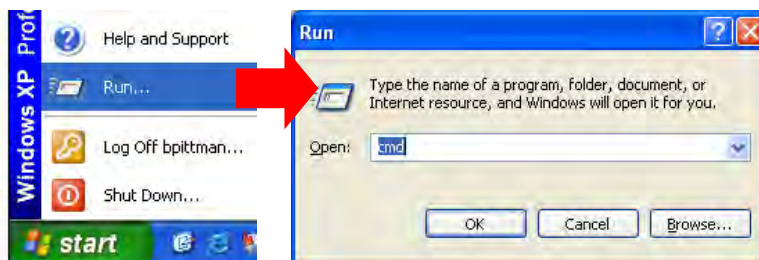 Windows XP Prof
Help and Support
Run...
Log Off bpittman...
Shut Down...
start
Run
Type the name of a program, folder, document, or
Internet resource, and Windows will open it for you.
Open: cmd
OK Cancel Browse...